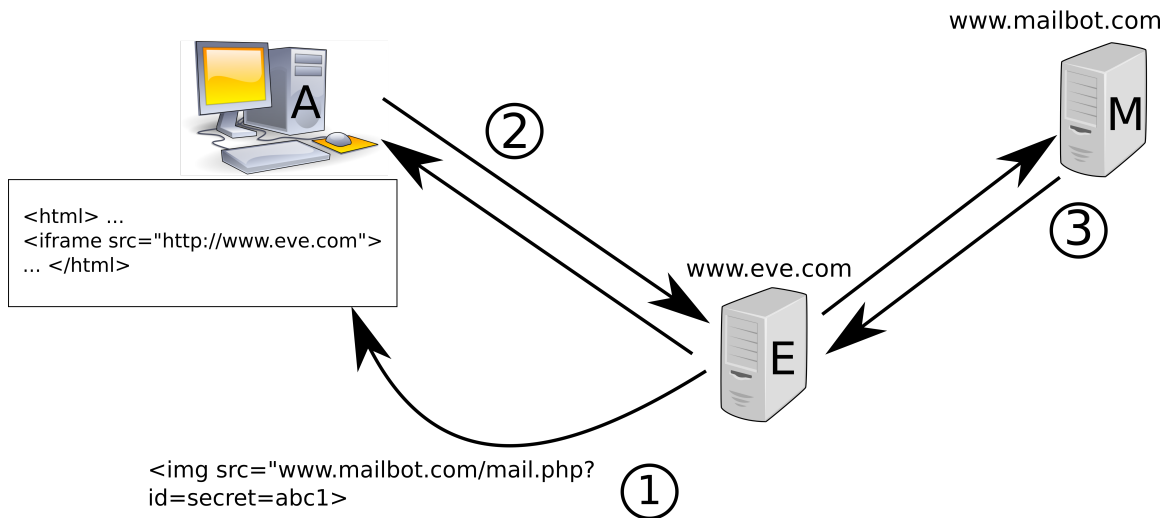 www.mailbot.com
A
M
2
<html> ...
<iframe src="http://www.eve.com">
... </html>
3
www.eve.com
E
<img src="www.mailbot.com/mail.php?
id=secret=abc1>
1